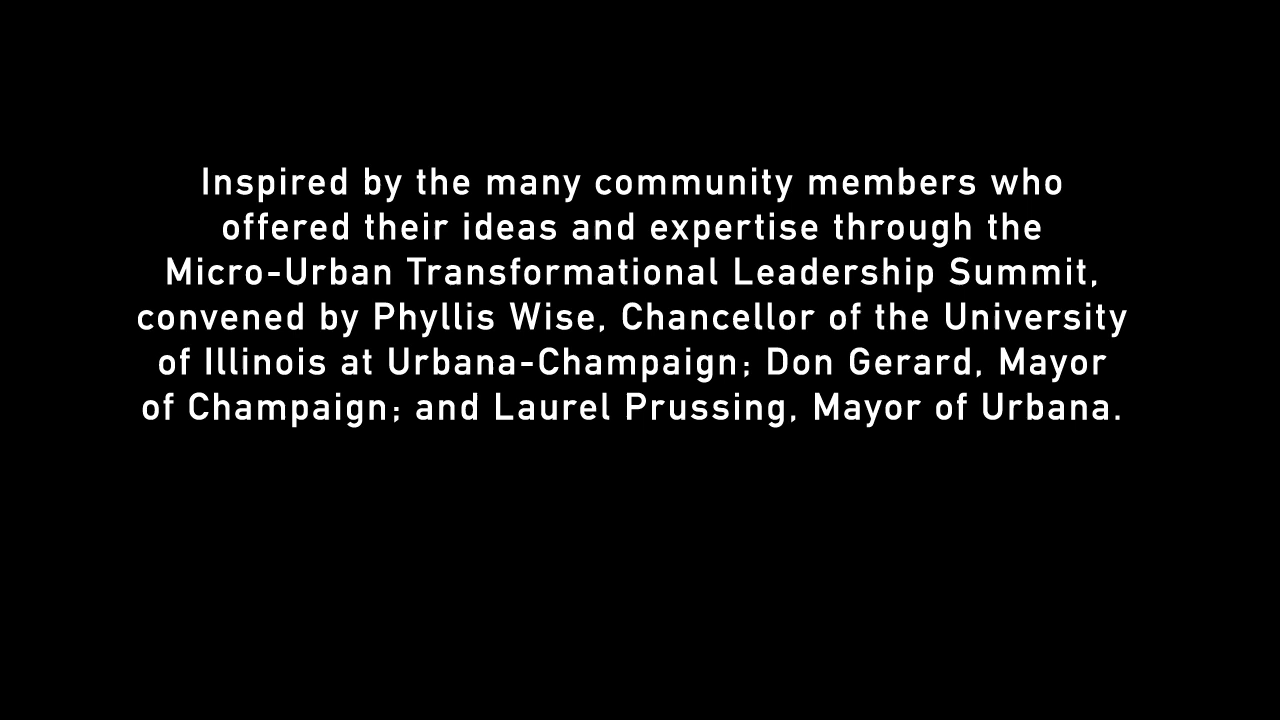 Inspired by the many community members who
offered their ideas and expertise through the
Micro-Urban Transformational Leadership Summit,
convened by Phyllis Wise, Chancellor of the University
of Illinois at Urbana-Champaign; Don Gerard, Mayor
of Champaign; and Laurel Prussing, Mayor of Urbana.